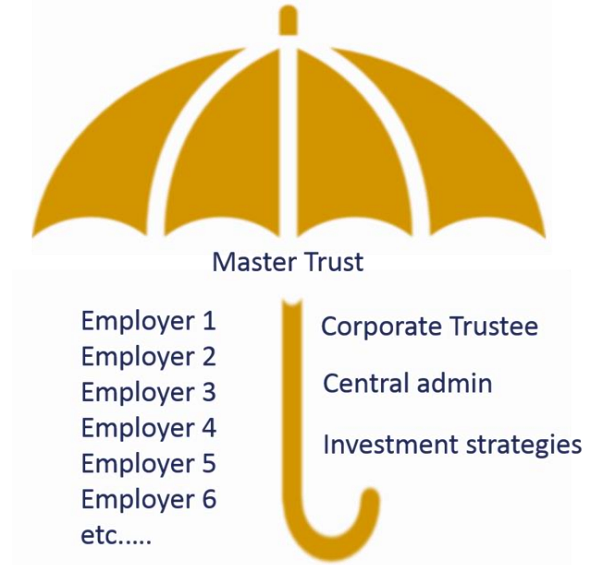 Master Trust
Employer 1
Employer 2
Employer 3
Employer 4
Employer 5
Employer 6
etc.....
Corporate Trustee
Central admin
Investment strategies